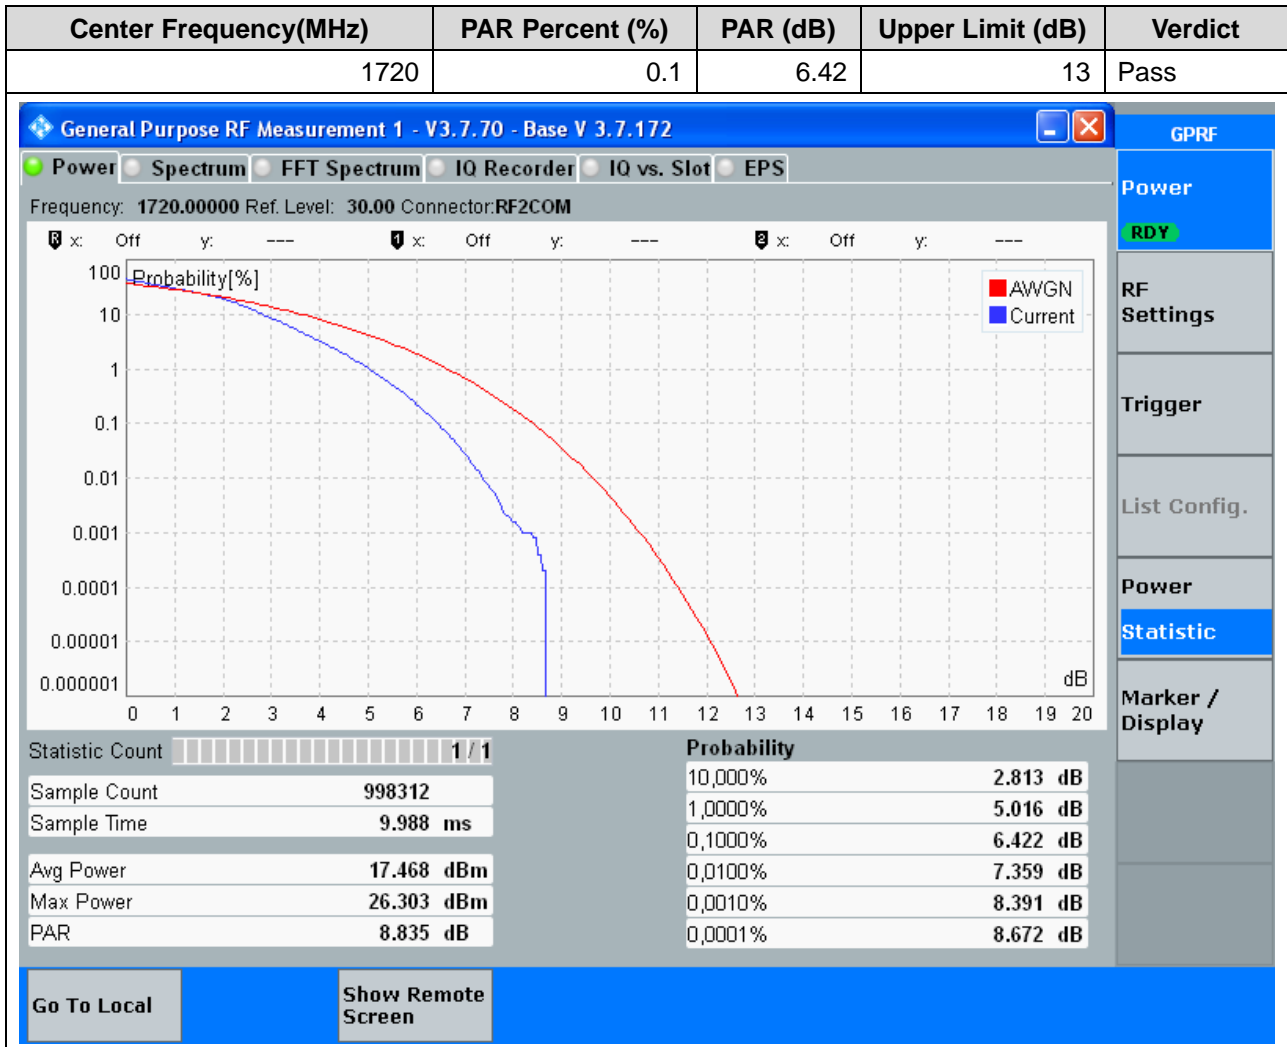 Center Frequency(MHz) PAR Percent (%) PAR (dB) Upper Limit (dB) Verdict
1720 0.1 6.42 13 Pass
General Purpose RF Measurement 1 - V3.7.70 - Base V 3.7.172
GPRF
Power Spectrum FFT Spectrum IQ Recorder IQ vs. Slot EPS
Frequency: 1720.00000 Ref. Level: 30.00 Connector:RF2COM
R x: Off y: --- 1 x: Off y: --- 2 x: Off y: ---
Probability[%]
AWGN
Current
100
10
1
0.1
0.01
0.001
0.0001
0.00001
0.000001
dB
0 1 2 3 4 5 6 7 8 9 10 11 12 13 14 15 16 17 18 19 20
Statistic Count 1 / 1
Sample Count 998312
Sample Time 9.988 ms
Avg Power 17.468 dBm
Max Power 26.303 dBm
PAR 8.835 dB
Probability
10,000% 2.813 dB
1,0000% 5.016 dB
0,1000% 6.422 dB
0,0100% 7.359 dB
0,0010% 8.391 dB
0,0001% 8.672 dB
Power
RDY
RF
Settings
Trigger
List Config.
Power
Statistic
Marker /
Display
Go To Local
Show Remote
Screen